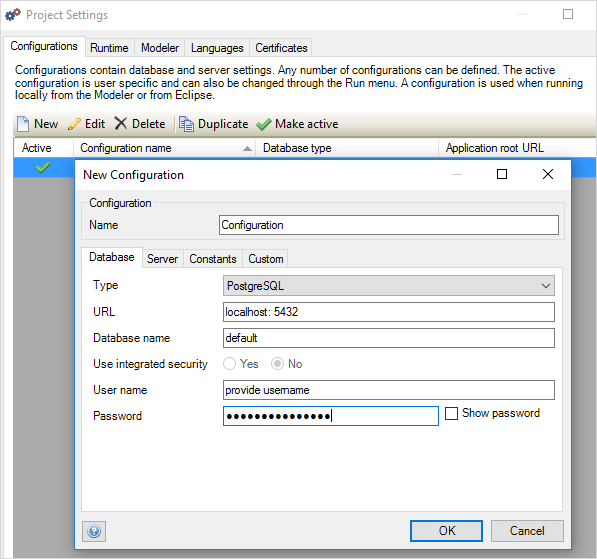 Project Settings
Configurations Runtime Modeler Languages Certificates
Configurations contain database and server settings. Any number of configurations can be defined. The active
configuration is user specific and can also be changed through the Run menu. A configuration is used when running
locally from the Modeler or from Eclipse.
New Edit Delete Duplicate Make active
Active Configuration name Database type Application root URL
New Configuration
Configuration
Name Configuration
Database Server Constants Custom
Type PostgreSQL
URL localhost: 5432
Database name default
Use integrated security Yes No
User name provide username
Password ●●●●●●●●●●●●●●● Show password
OK Cancel